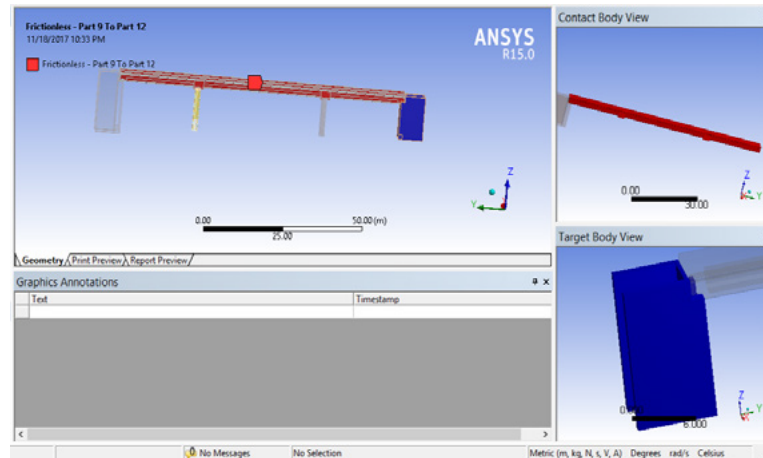 Frictionless - Part 9 To Part 12
11/18/2017 10:33 PM
Frictionless - Part 9 To Part 12
ANSYS
R15.0
Z
Y
0.00
50.00 (m)
25.00
Geometry Print Preview Report Preview
Contact Body View
0.00
30.00
Z
Y
X
Target Body View
Z
Y
X
6.000
Graphics Annotations
Text
Timestamp
No Messages
No Selection
Metric (m, kg, N, s, V, A) Degrees rad/s Celsius